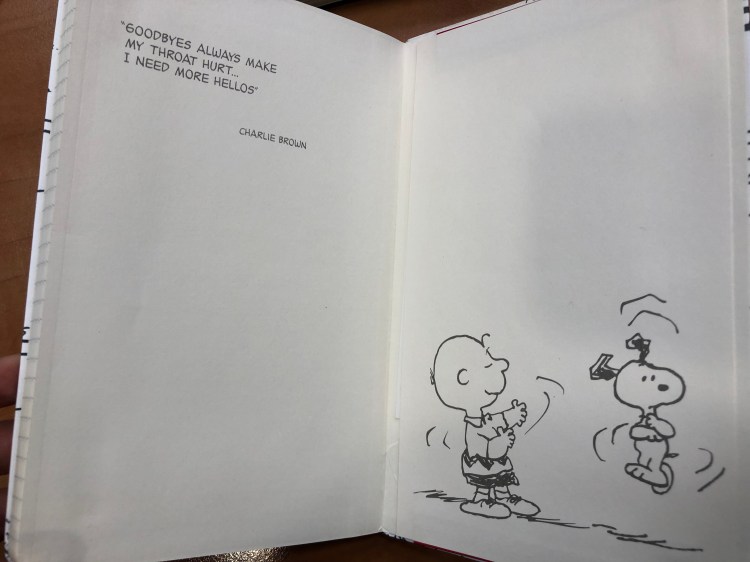 "GOODBYES ALWAYS MAKE
MY THROAT HURT...
I NEED MORE HELLOS"
CHARLIE BROWN